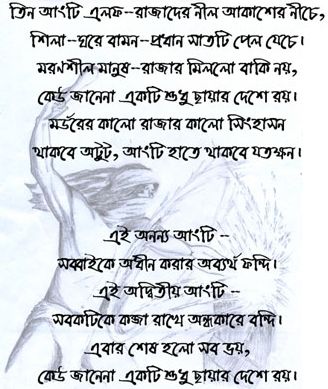 তিন আংটি এলফ--রাজাদের নীল আকাশের নীচে,
শিলা--ঘরে বামন--প্রধান সাতটি পেল যেচে।
মরণশীল মানুষ--রাজার মিললো বাকি নয়,
কেউ জানেনা একটি শুধু ছায়ার দেশে রয়।
মর্ডরের কালো রাজার কালো সিংহাসন
থাকবে অটুট, আংটি হাতে থাকবে যতক্ষন।
এই অনন্য আংটি --
সব্বাইকে অধীন করার অব্যর্থ ফন্দি।
এই অদ্বিতীয় আংটি --
সবকটিকে কব্জা রাখে অন্ধকারে বন্দি।
এবার শেষ হলো সব ভয়,
কেউ জানেনা একটি শুধু ছায়ার দেশে রয়।